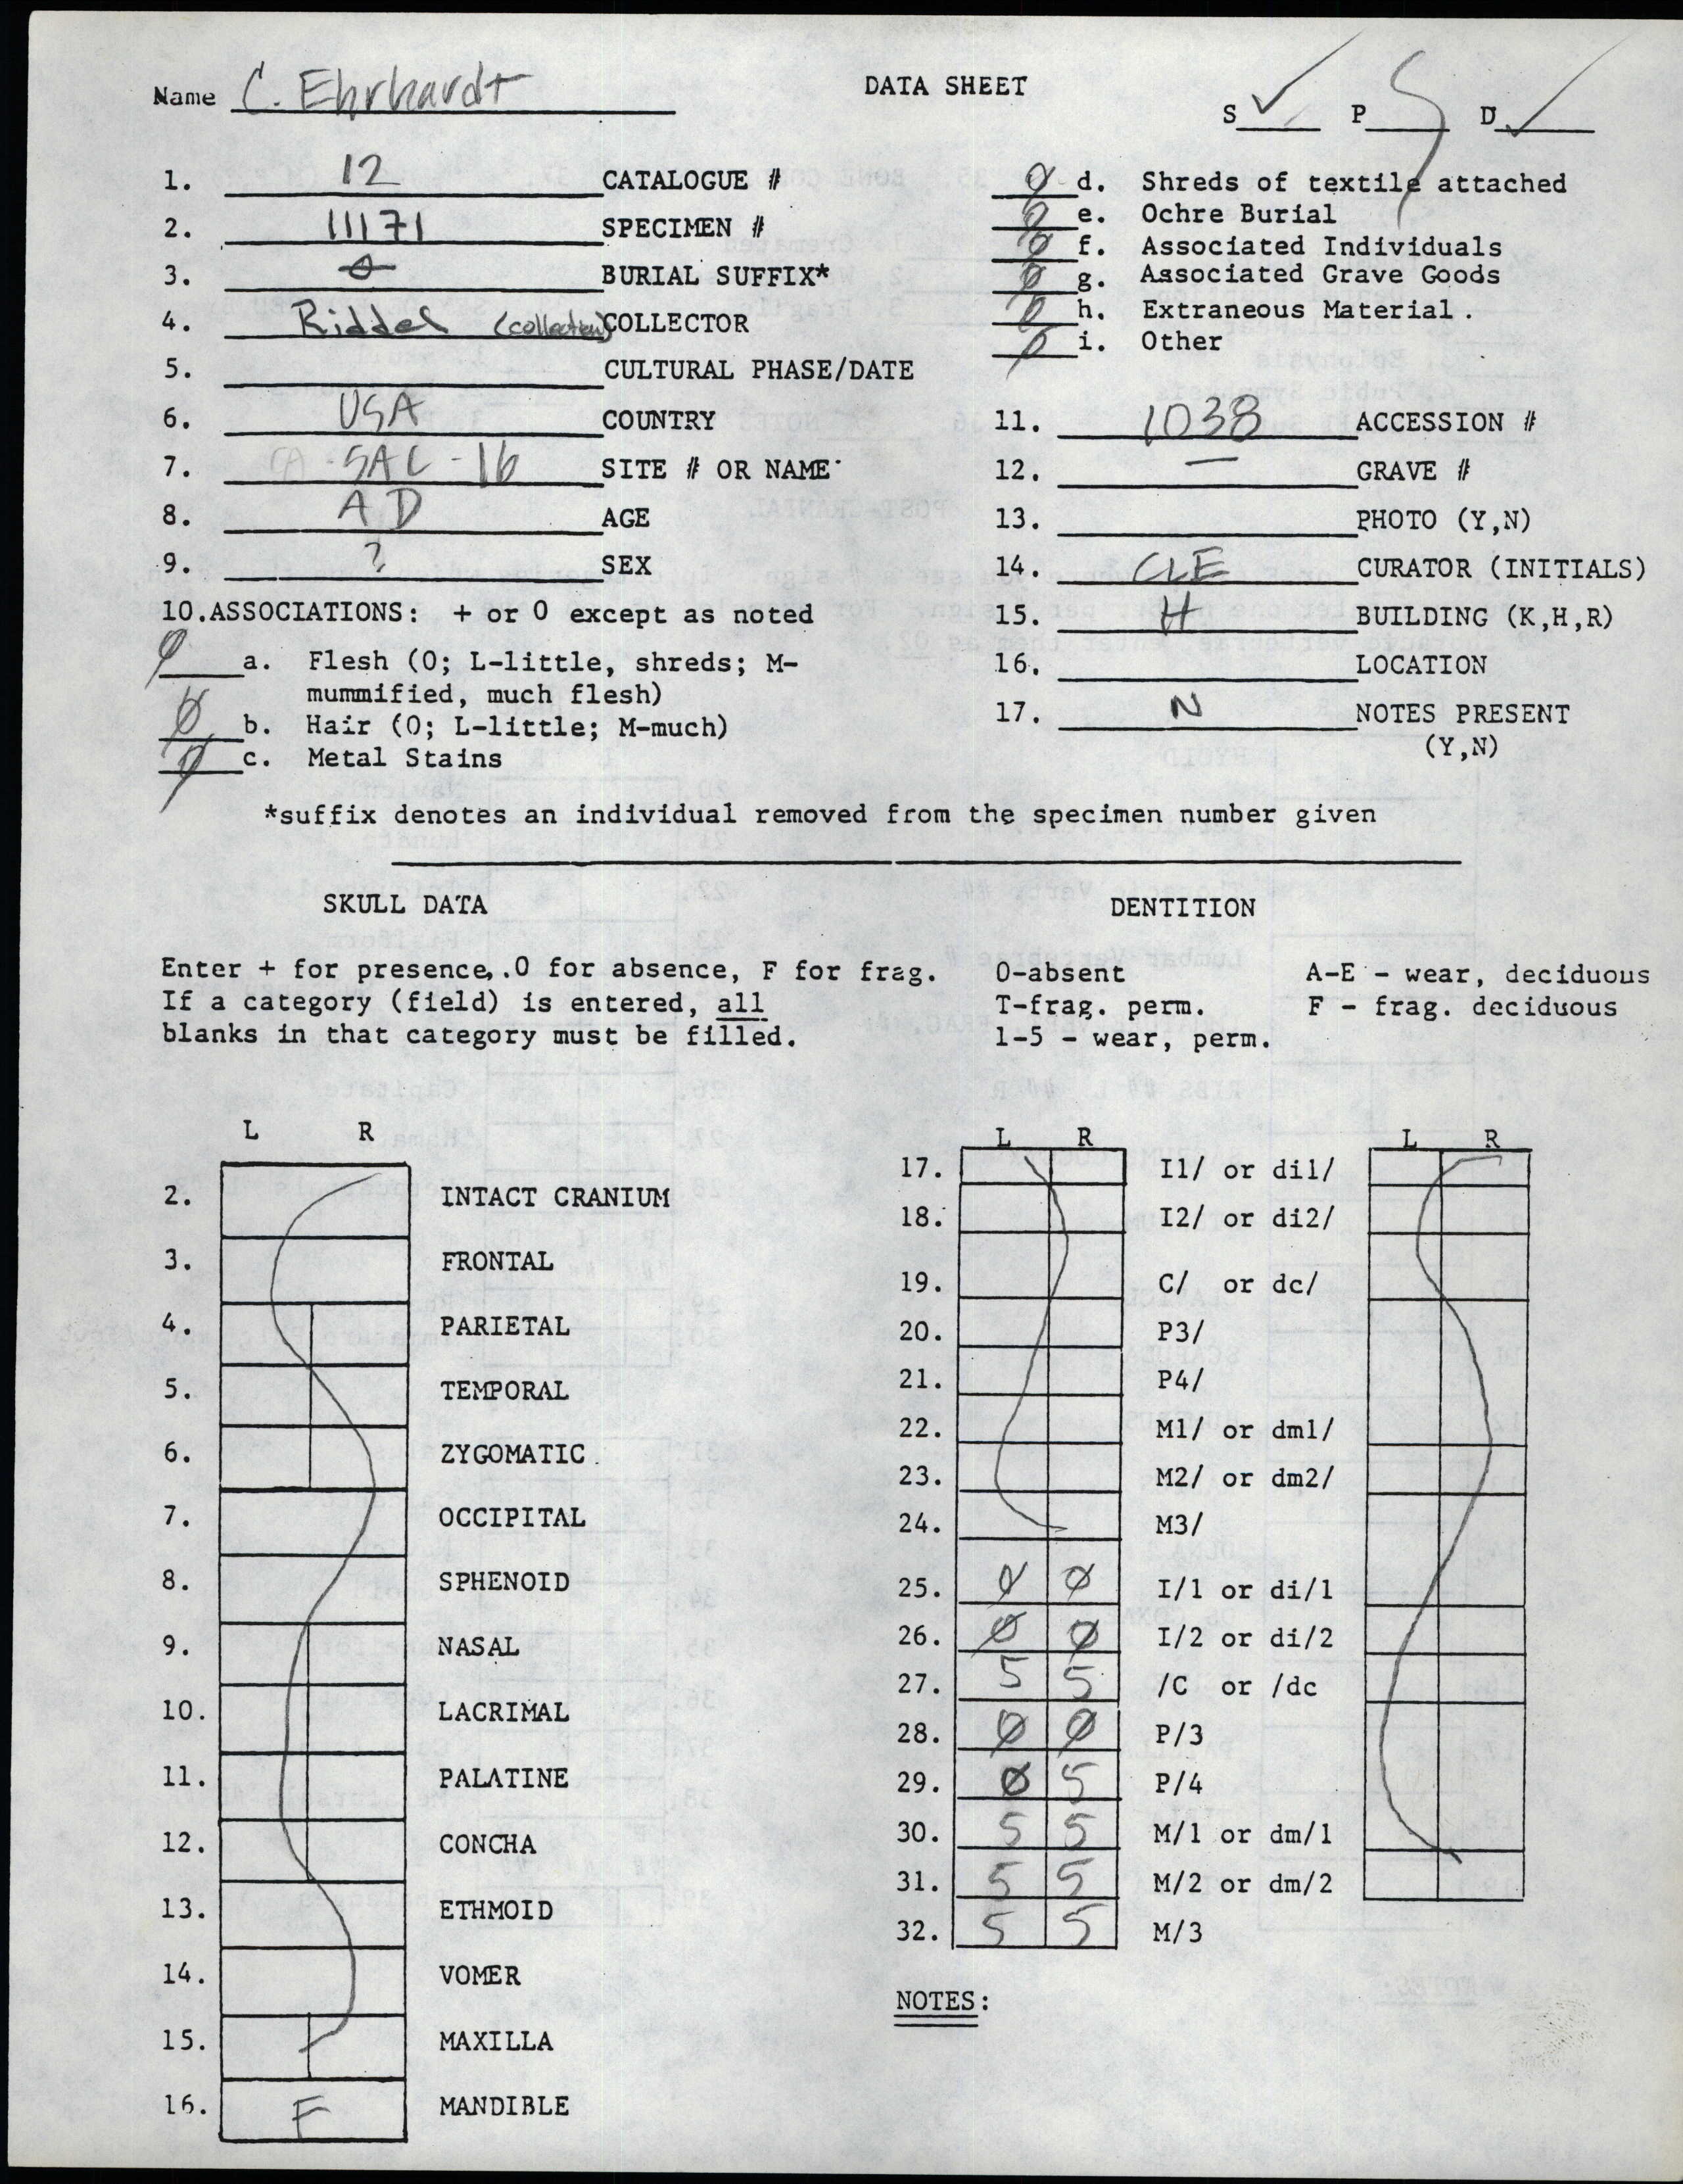 DATA SHEET
Name C. Ehrhardt
S ✓ P D ✓
1. 12 CATALOGUE #
2. 11171 SPECIMEN #
3. 0 BURIAL SUFFIX*
4. Riddel (collection) COLLECTOR
5. CULTURAL PHASE/DATE
6. USA COUNTRY
7. CA-SAC-16 SITE # OR NAME
8. AD AGE
9. ? SEX
10.ASSOCIATIONS: + or 0 except as noted
0 a. Flesh (0; L-little, shreds; M-
mummified, much flesh)
0 b. Hair (0; L-little; M-much)
0 c. Metal Stains
0 d. Shreds of textile attached
0 e. Ochre Burial
0 f. Associated Individuals
0 g. Associated Grave Goods
0 h. Extraneous Material.
0 i. Other
11. 1038 ACCESSION #
12. — GRAVE #
13. PHOTO (Y,N)
14. CLE CURATOR (INITIALS)
15. H BUILDING (K,H,R)
16. LOCATION
17. N NOTES PRESENT
(Y,N)
*suffix denotes an individual removed from the specimen number given
SKULL DATA
Enter + for presence, .0 for absence, F for frag.
If a category (field) is entered, all
blanks in that category must be filled.
L R
2. INTACT CRANIUM
3. FRONTAL
4. PARIETAL
5. TEMPORAL
6. ZYGOMATIC
7. OCCIPITAL
8. SPHENOID
9. NASAL
10. LACRIMAL
11. PALATINE
12. CONCHA
13. ETHMOID
14. VOMER
15. MAXILLA
16. F MANDIBLE
DENTITION
0-absent A-E - wear, deciduous
T-frag. perm. F - frag. deciduous
1-5 - wear, perm.
L R L R
17. I1/ or di1/
18. I2/ or di2/
19. C/ or dc/
20. P3/
21. P4/
22. M1/ or dm1/
23. M2/ or dm2/
24. M3/
25. 0 0 I/1 or di/1
26. 0 0 I/2 or di/2
27. 5 5 /C or /dc
28. 0 0 P/3
29. 0 5 P/4
30. 5 5 M/1 or dm/1
31. 5 5 M/2 or dm/2
32. 5 5 M/3
NOTES: